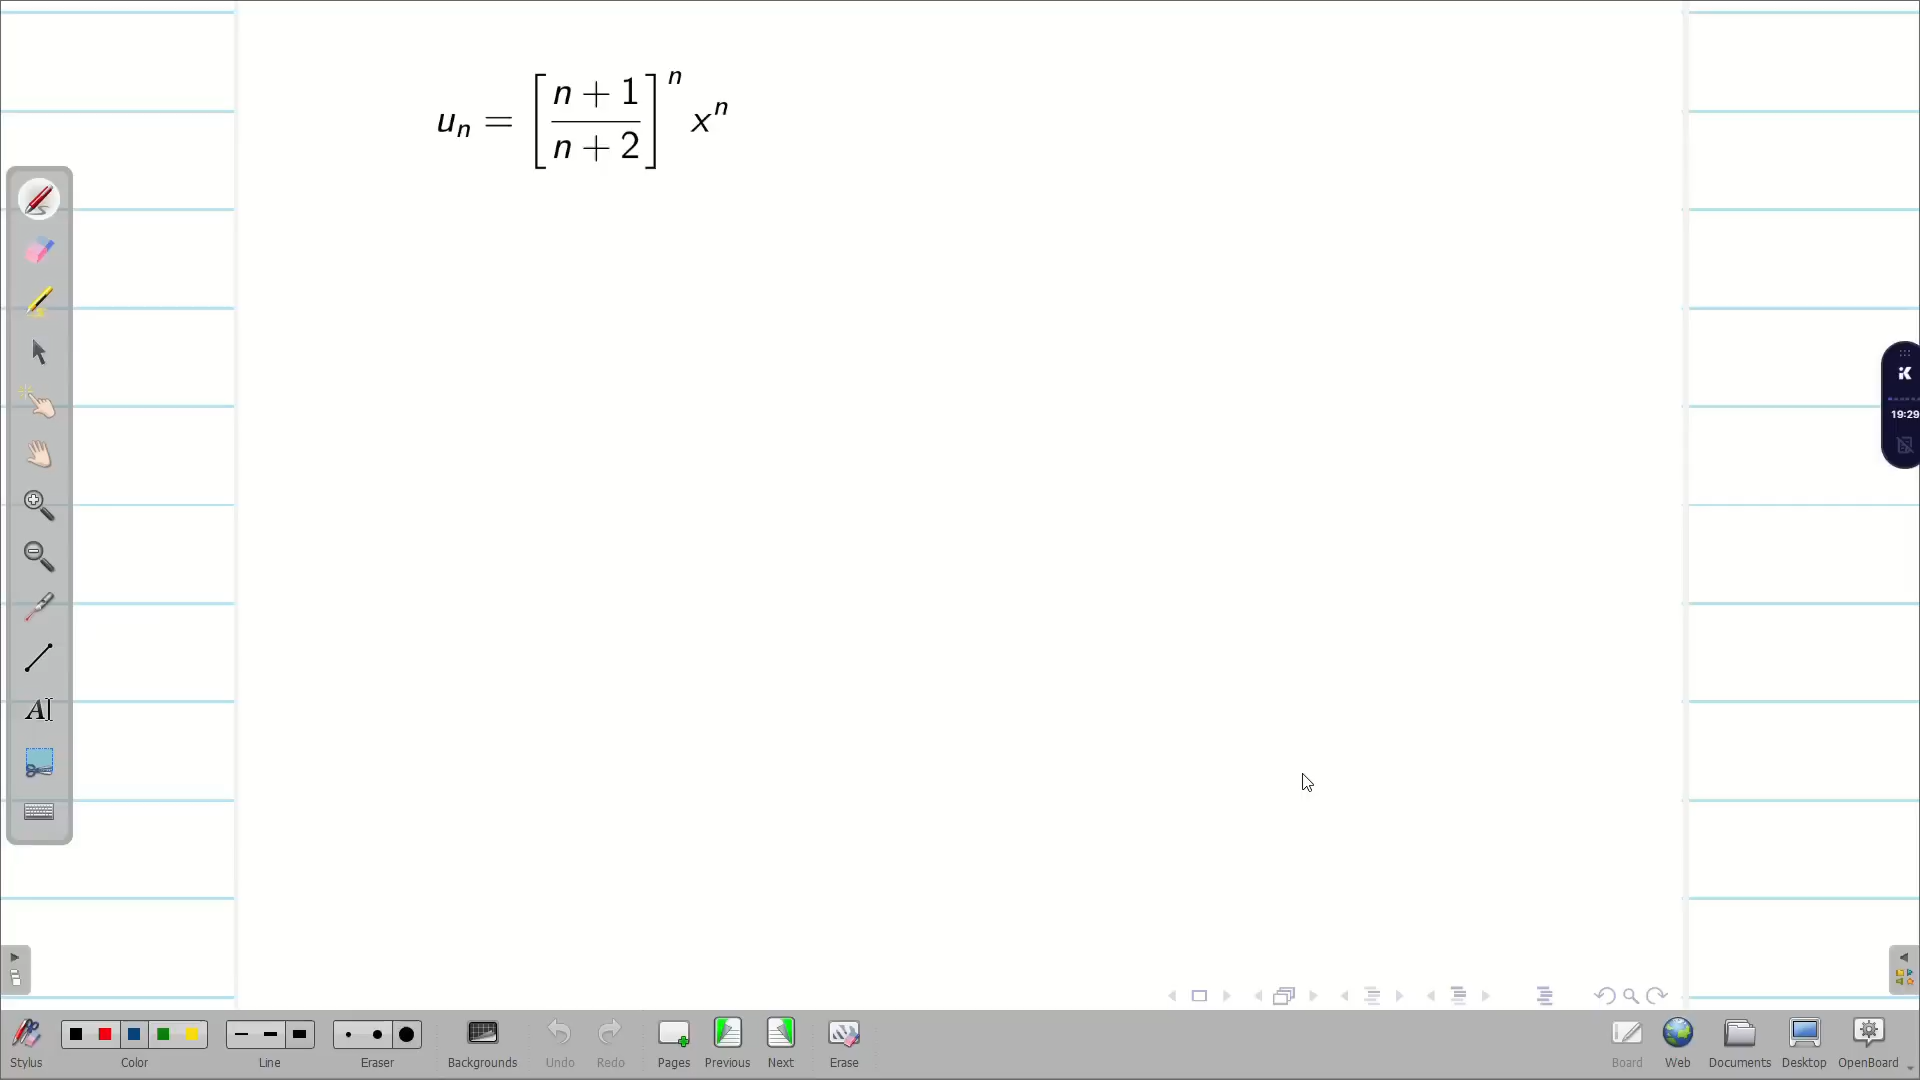 u_n = [n + 1 / n + 2]^n x^n
19:29
Stylus Color Line Eraser Backgrounds Undo Redo Pages Previous Next Erase Board Web Documents Desktop OpenBoard